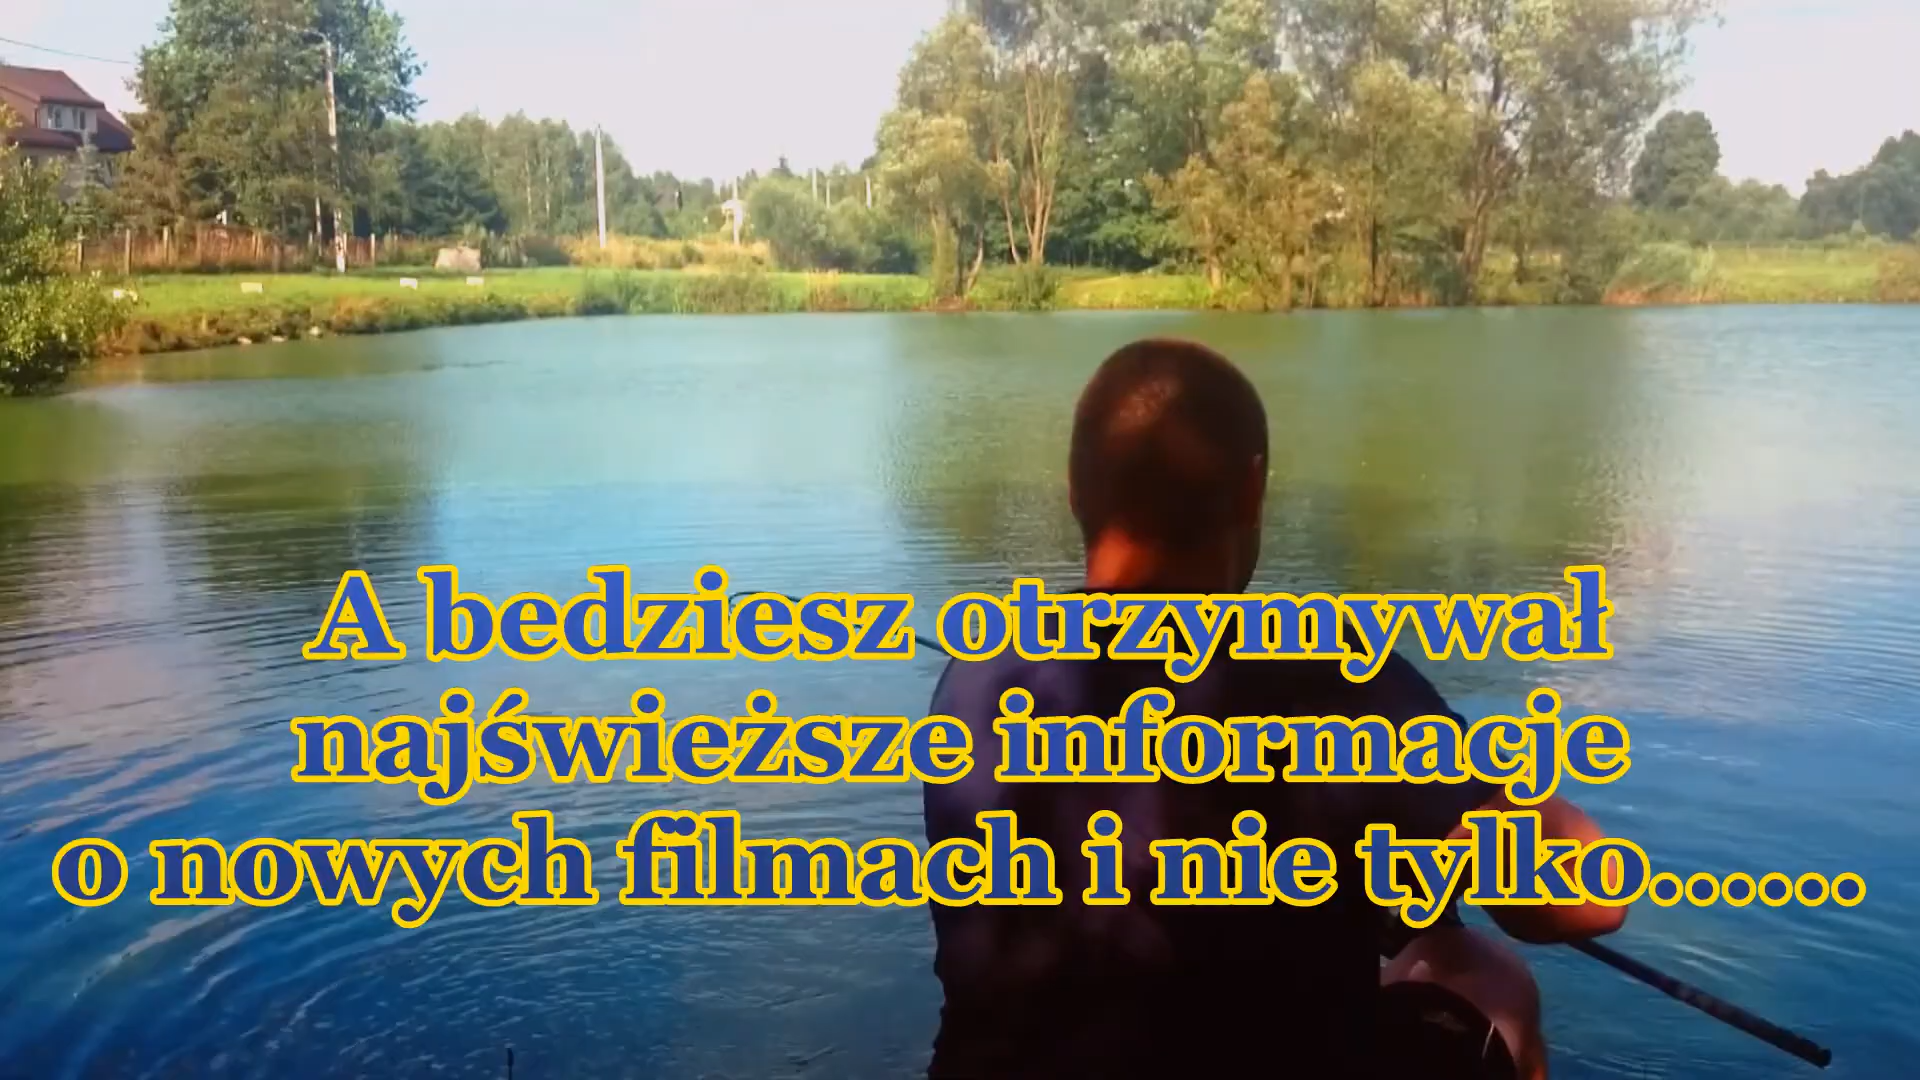 A bedziesz otrzymywał
najświeższe informacje
o nowych filmach i nie tylko......